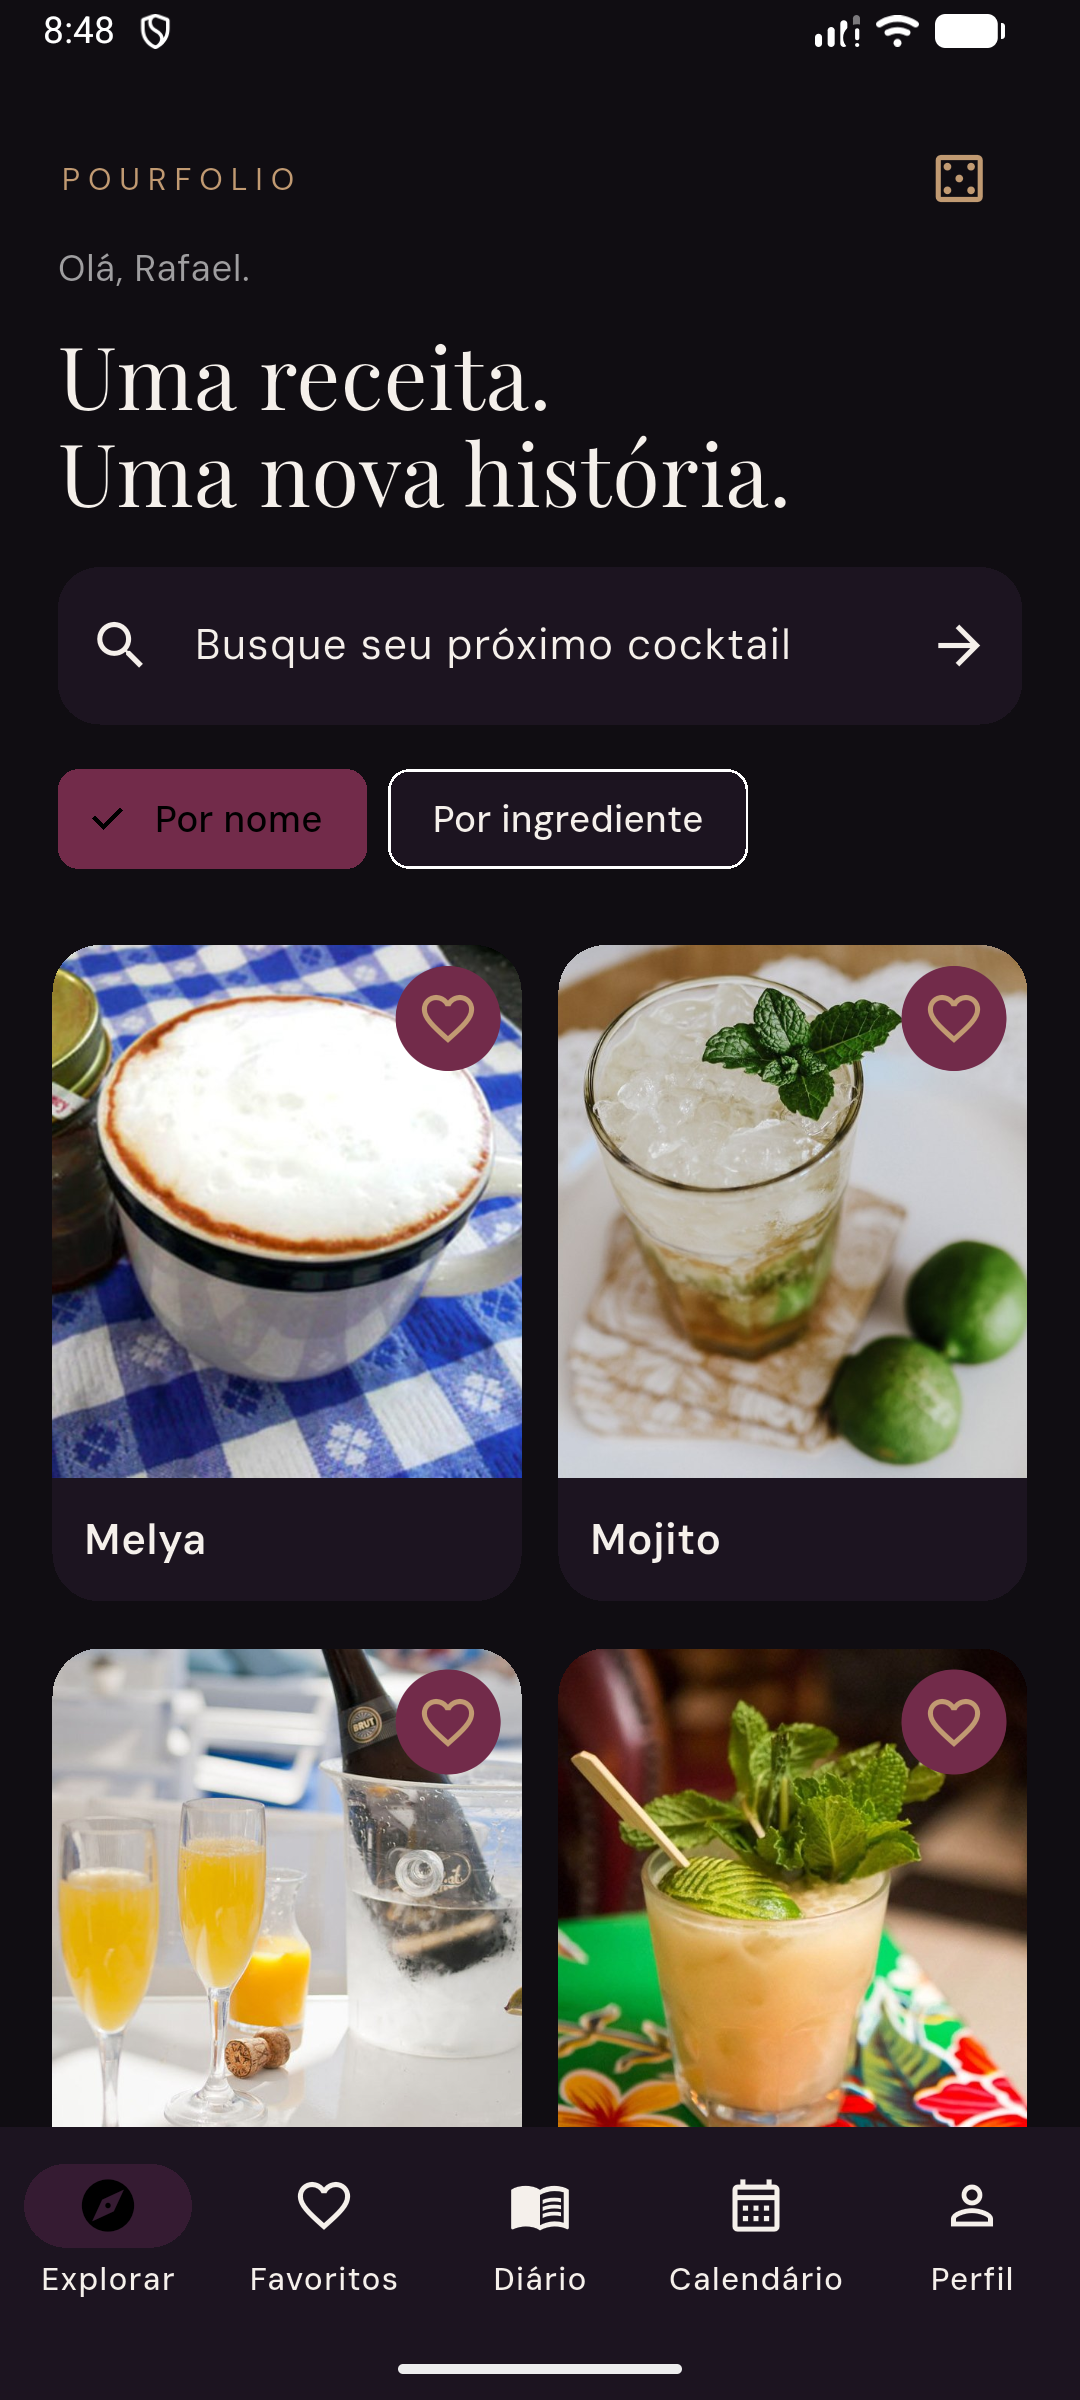 8:48
POURFOLIO
Olá, Rafael.
Uma receita.
Uma nova história.
Busque seu próximo cocktail
Por nome
Por ingrediente
Melya
Mojito
BRUT
Explorar
Favoritos
Diário
Calendário
Perfil